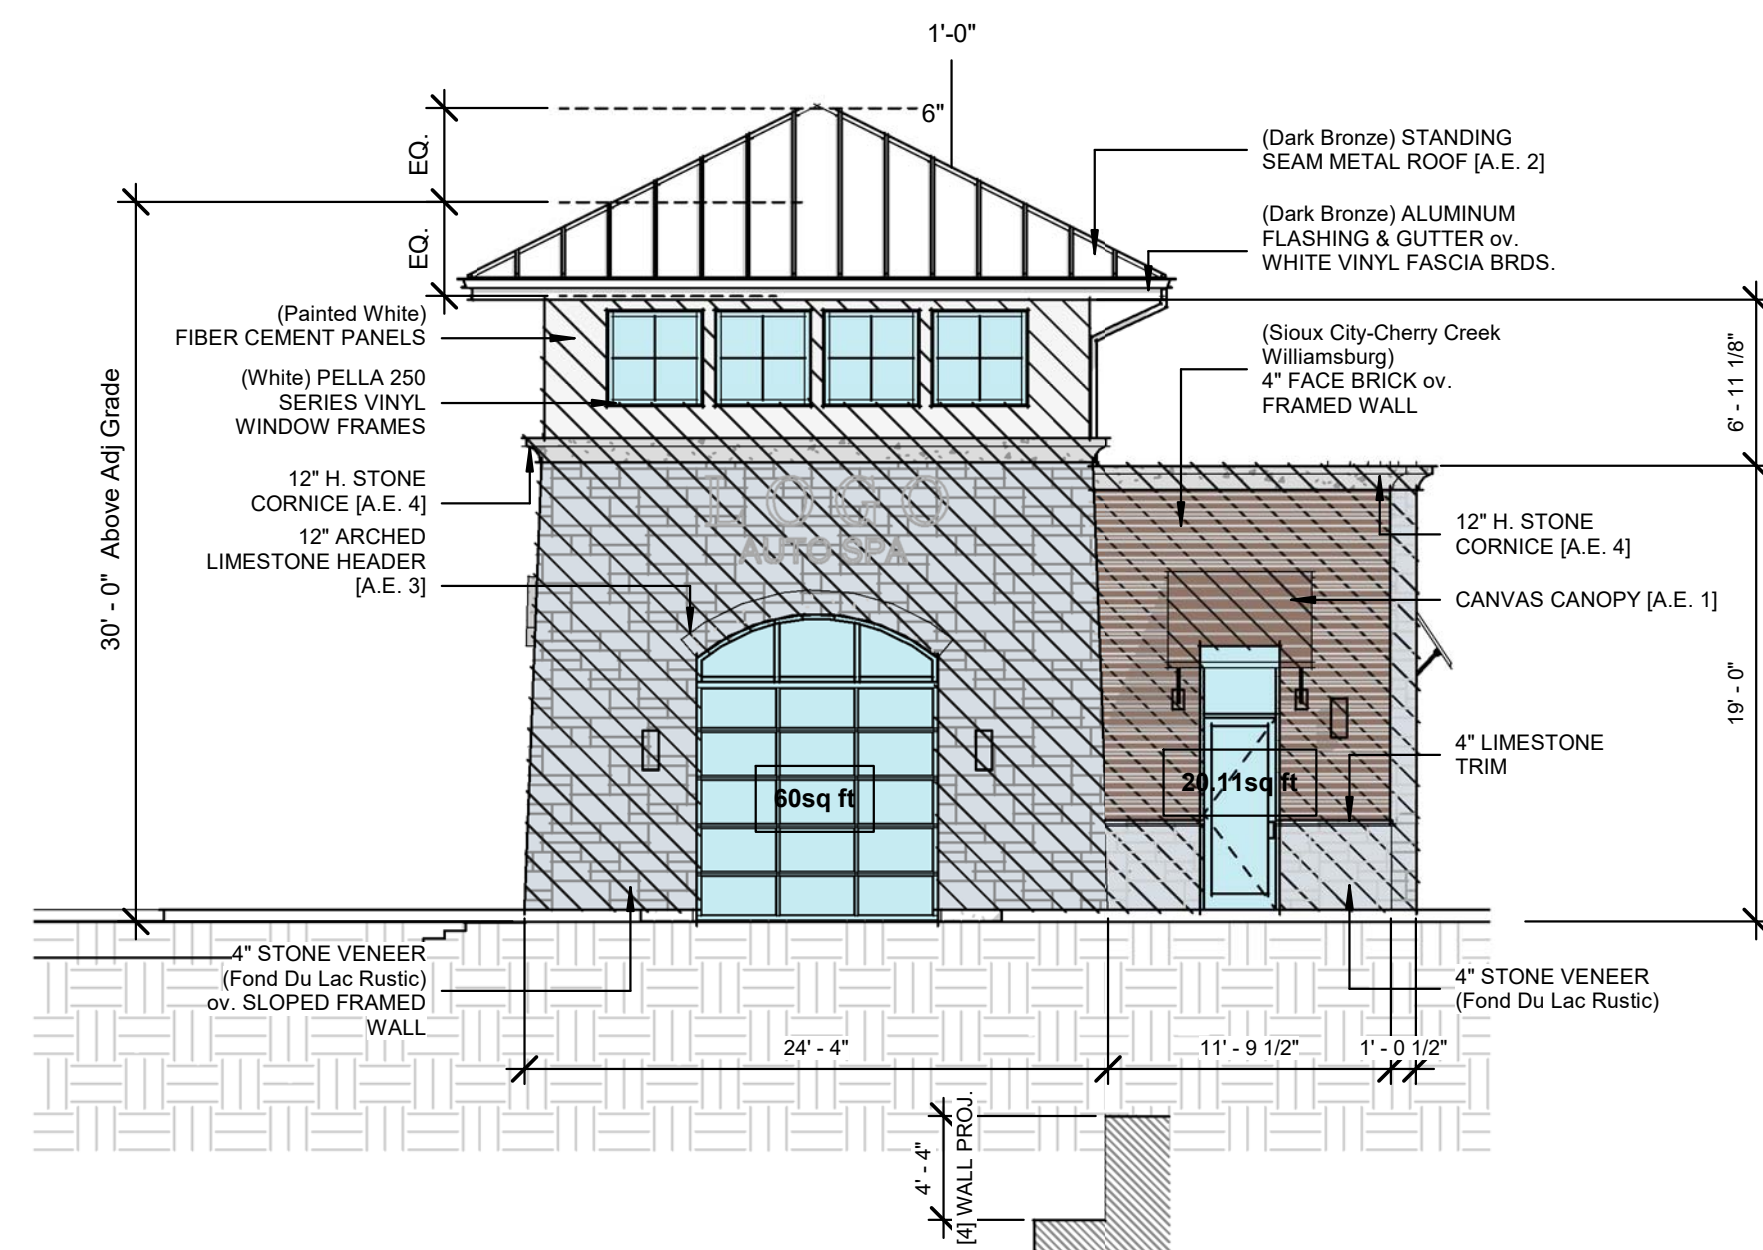 1'-0"
6"
EQ.
EQ.
30' - 0" Above Adj Grade
(Dark Bronze) STANDING
SEAM METAL ROOF [A.E. 2]
(Dark Bronze) ALUMINUM
FLASHING & GUTTER ov.
WHITE VINYL FASCIA BRDS.
(Painted White)
FIBER CEMENT PANELS
(White) PELLA 250
SERIES VINYL
WINDOW FRAMES
(Sioux City-Cherry Creek
Williamsburg)
4" FACE BRICK ov.
FRAMED WALL
6' - 11 1/8"
12" H. STONE
CORNICE [A.E. 4]
12" ARCHED
LIMESTONE HEADER
[A.E. 3]
LOGO
AUTO SPA
12" H. STONE
CORNICE [A.E. 4]
CANVAS CANOPY [A.E. 1]
19' - 0"
4" LIMESTONE
TRIM
60sq ft
20.11sq ft
4" STONE VENEER
(Fond Du Lac Rustic)
ov. SLOPED FRAMED
WALL
4" STONE VENEER
(Fond Du Lac Rustic)
24' - 4"
11' - 9 1/2"
1' - 0 1/2"
4' - 4"
[4] WALL PROJ.